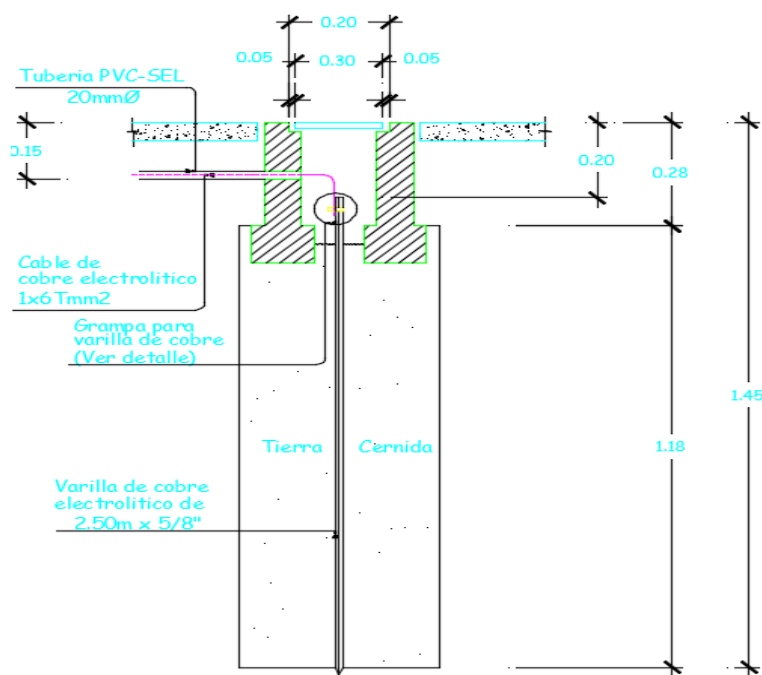 0.20
0.05
0.30
0.05
Tuberia PVC-SEL
20mmØ
0.15
0.20
0.28
Cable de
cobre electrolitico
1x6 Tmm2
Grampa para
varilla de cobre
(Ver detalle)
1.45
Tierra
Cernida
1.18
Varilla de cobre
electrolitico de
2.50m x 5/8"